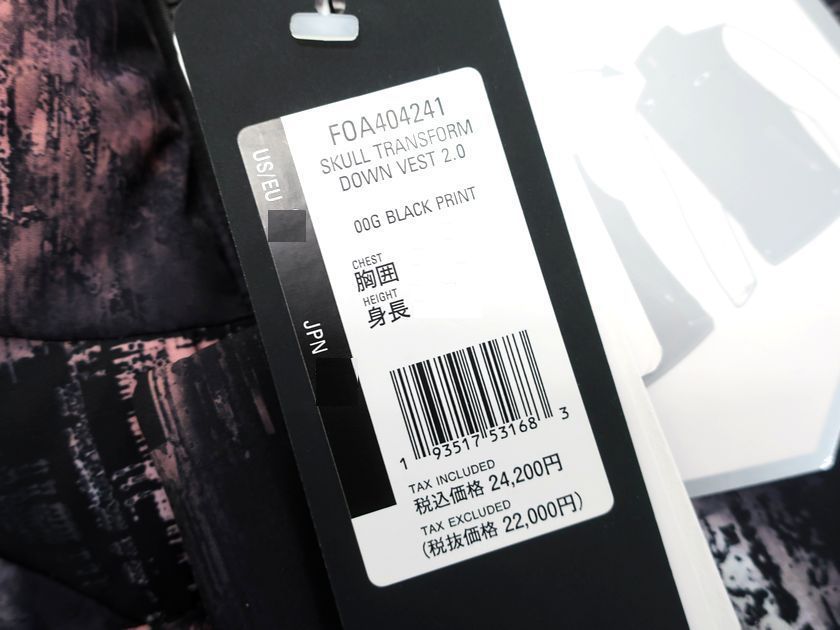 FOA404241
SKULL TRANSFORM
DOWN VEST 2.0
US/EU
00G BLACK PRINT
CHEST
胸囲
HEIGHT
身長
JPN
1 93517 53168 3
TAX INCLUDED
税込価格 24,200円
TAX EXCLUDED
(税抜価格 22,000円)